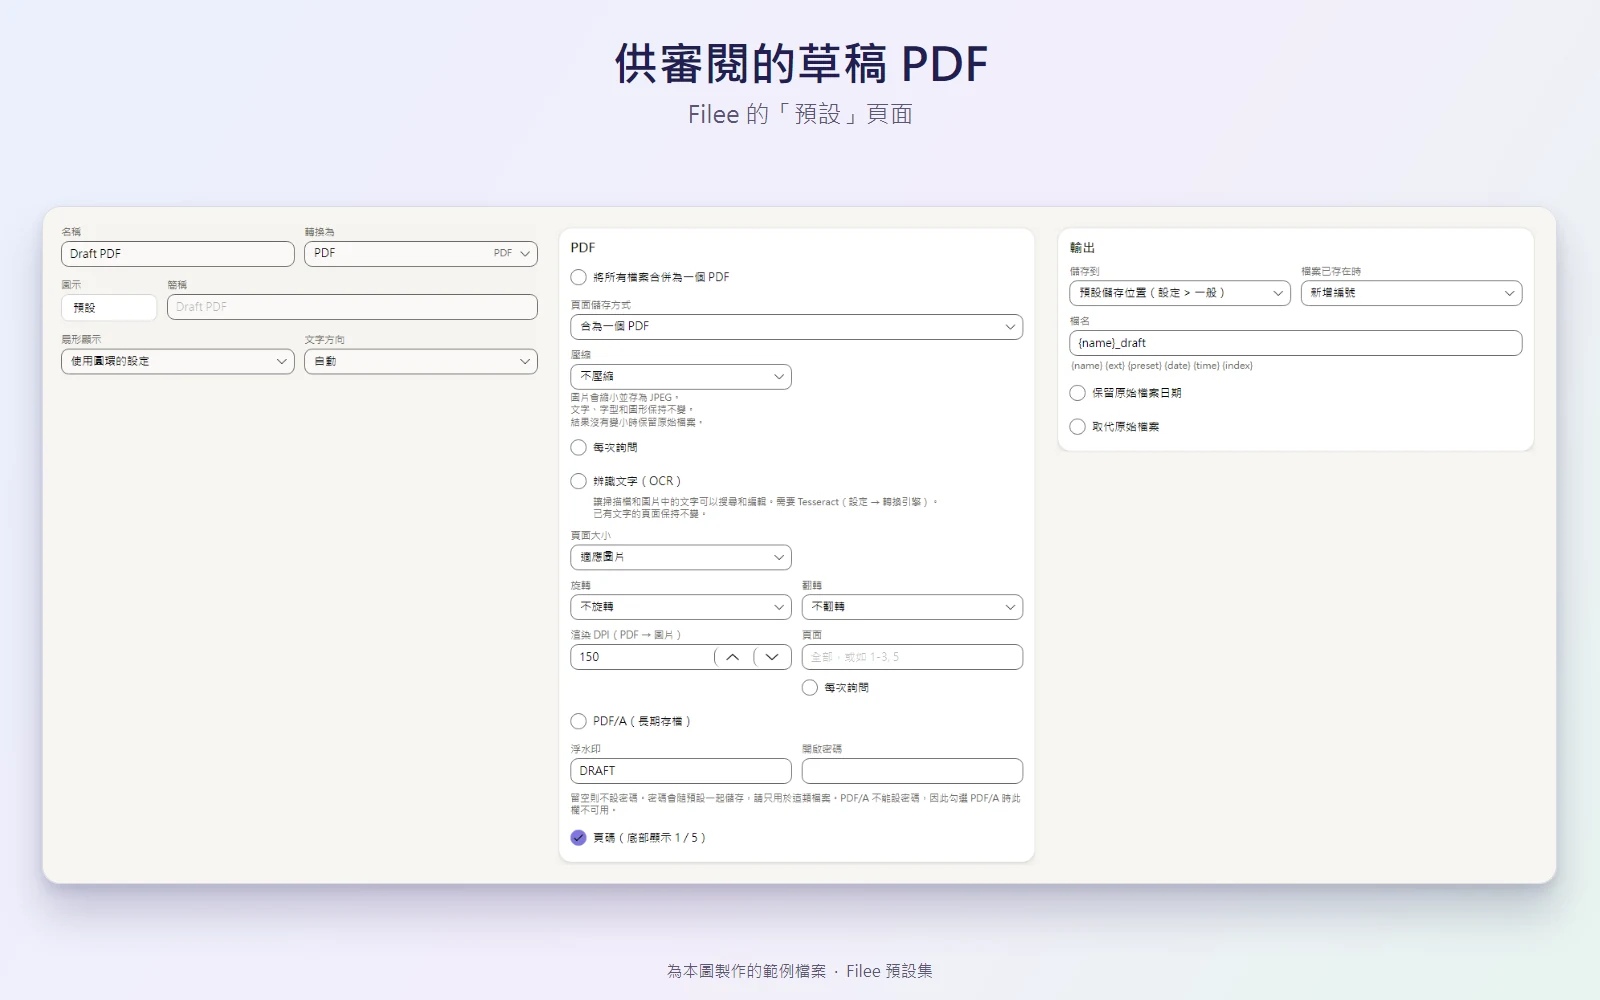 供審閱的草稿 PDF
Filee 的「預設」頁面
名稱
Draft PDF
轉換為
PDF PDF
圖示
預設
簡稱
Draft PDF
扇形顯示
使用圓環的設定
文字方向
自動
PDF
將所有檔案合併為一個 PDF
頁面儲存方式
合為一個 PDF
壓縮
不壓縮
圖片會縮小並存為 JPEG。
文字、字型和圖形保持不變。
結果沒有變小時保留原始檔案。
每次詢問
辨識文字（OCR）
讓掃描檔和圖片中的文字可以搜尋和編輯。需要 Tesseract（設定 → 轉換引擎）。
已有文字的頁面保持不變。
頁面大小
適應圖片
旋轉
不旋轉
翻轉
不翻轉
渲染 DPI（PDF → 圖片）
150
頁面
全部，或如 1-3, 5
每次詢問
PDF/A（長期存檔）
浮水印
DRAFT
開啟密碼
留空則不設密碼。密碼會隨預設一起儲存，請只用於這類檔案。PDF/A 不能設密碼，因此勾選 PDF/A 時此
欄不可用。
頁碼（底部顯示 1 / 5）
輸出
儲存到
預設儲存位置（設定 > 一般）
檔案已存在時
新增編號
檔名
{name}_draft
{name} {ext} {preset} {date} {time} {index}
保留原始檔案日期
取代原始檔案
為本圖製作的範例檔案 · Filee 預設集